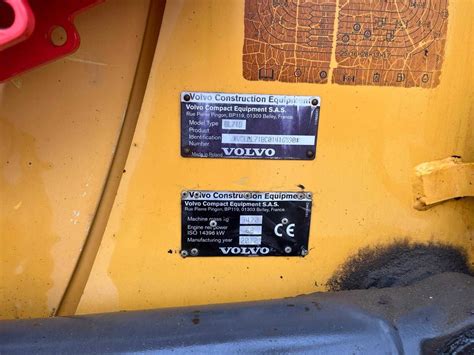 Volvo Construction Equipment
Volvo Compact Equipment S.A.S.
Rue Pierre Pingon, BP119, 01303 Belley, France
Model Type BL71B
Product
Identification
Number
Made in Poland
VOLVO
Volvo Construction Equipment
Volvo Compact Equipment S.A.S.
Rue Pierre Pingon, BP119, 01303 Belley, France
Machine mass kg
Engine net power
ISO 14396 kW
Manufacturing year
CE
VOLVO